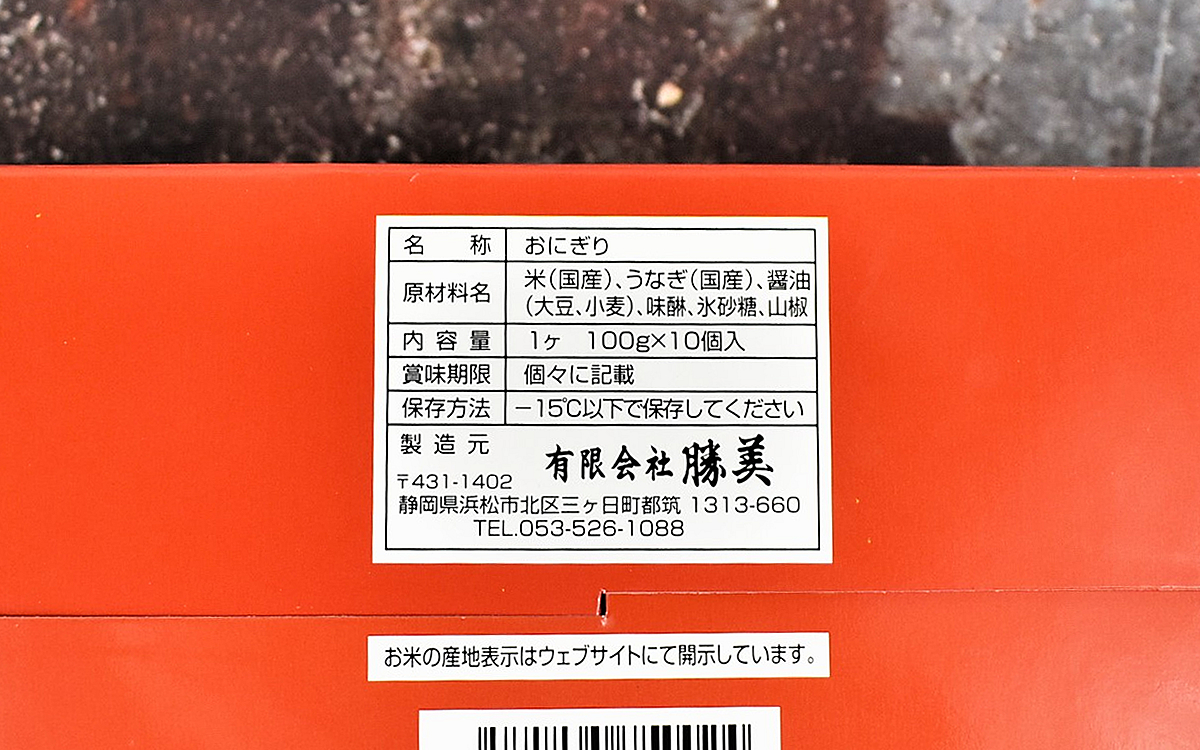 名 称 おにぎり
原材料名 米(国産)、うなぎ(国産)、醤油
(大豆、小麦)、味醂、氷砂糖、山椒
内容量 1ヶ 100g×10個入
賞味期限 個々に記載
保存方法 −15℃以下で保存してください
製造元
有限会社 勝美
〒431-1402
静岡県浜松市北区三ヶ日町都筑 1313-660
TEL.053-526-1088
お米の産地表示はウェブサイトにて開示しています。